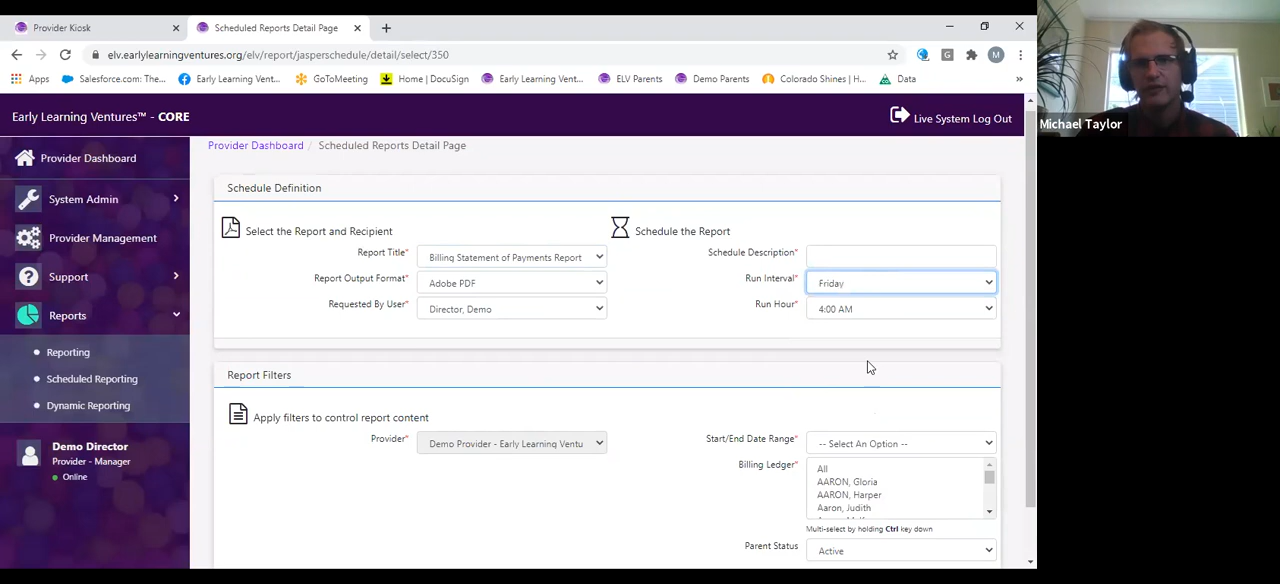 Provider Kiosk
Scheduled Reports Detail Page
elv.earlylearningventures.org/elv/report/jasperschedule/detail/select/350
M
Apps
Salesforce.com: The...
Early Learning Vent...
GoToMeeting
Home | DocuSign
Early Learning Vent...
ELV Parents
Demo Parents
Colorado Shines | H...
Data
»
Early Learning Ventures™ - CORE
Live System Log Out
Michael Taylor
Provider Dashboard
System Admin
Provider Management
Support
Reports
Reporting
Scheduled Reporting
Dynamic Reporting
Demo Director
Provider - Manager
Online
Provider Dashboard / Scheduled Reports Detail Page
Schedule Definition
Select the Report and Recipient
Report Title* Billing Statement of Payments Report
Report Output Format* Adobe PDF
Requested By User* Director, Demo
Schedule the Report
Schedule Description*
Run Interval* Friday
Run Hour* 4:00 AM
Report Filters
Apply filters to control report content
Provider* Demo Provider - Early Learning Ventu
Start/End Date Range* -- Select An Option --
Billing Ledger*
All
AARON, Gloria
AARON, Harper
Aaron, Judith
Multi-select by holding Ctrl key down
Parent Status Active